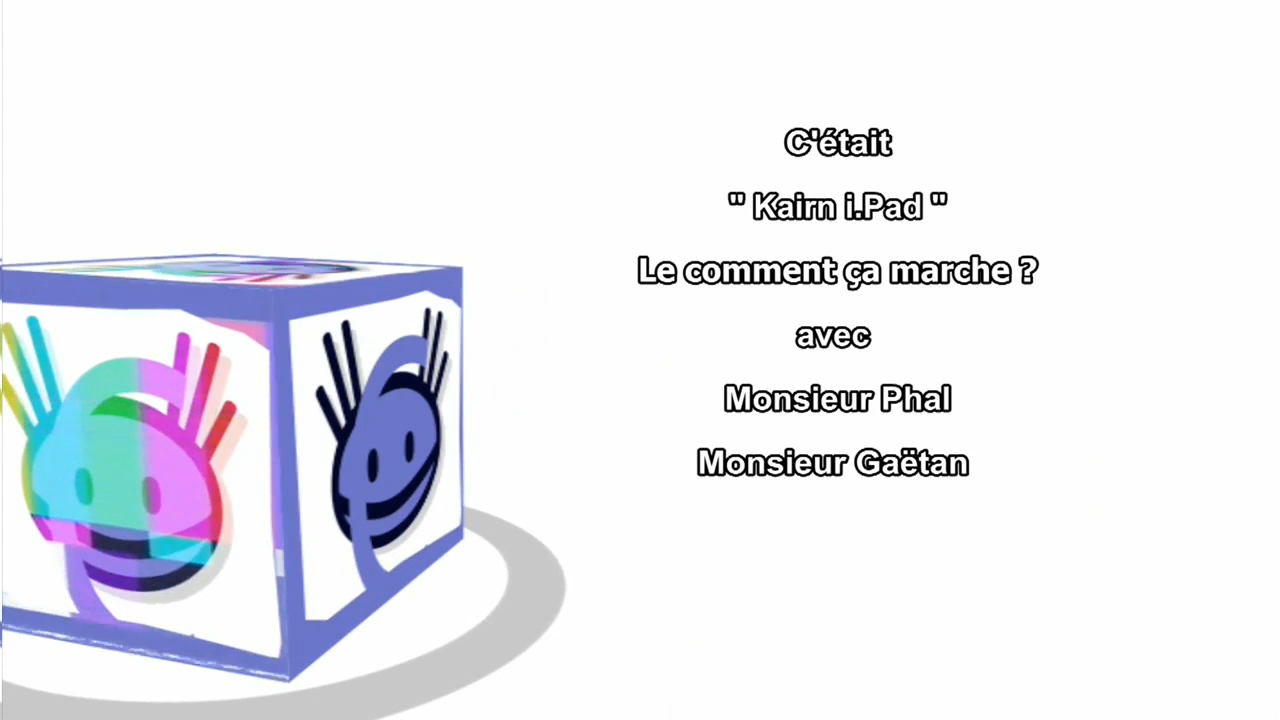 C'était
" Kairn i.Pad "
Le comment ça marche ?
avec
Monsieur Phal
Monsieur Gaëtan